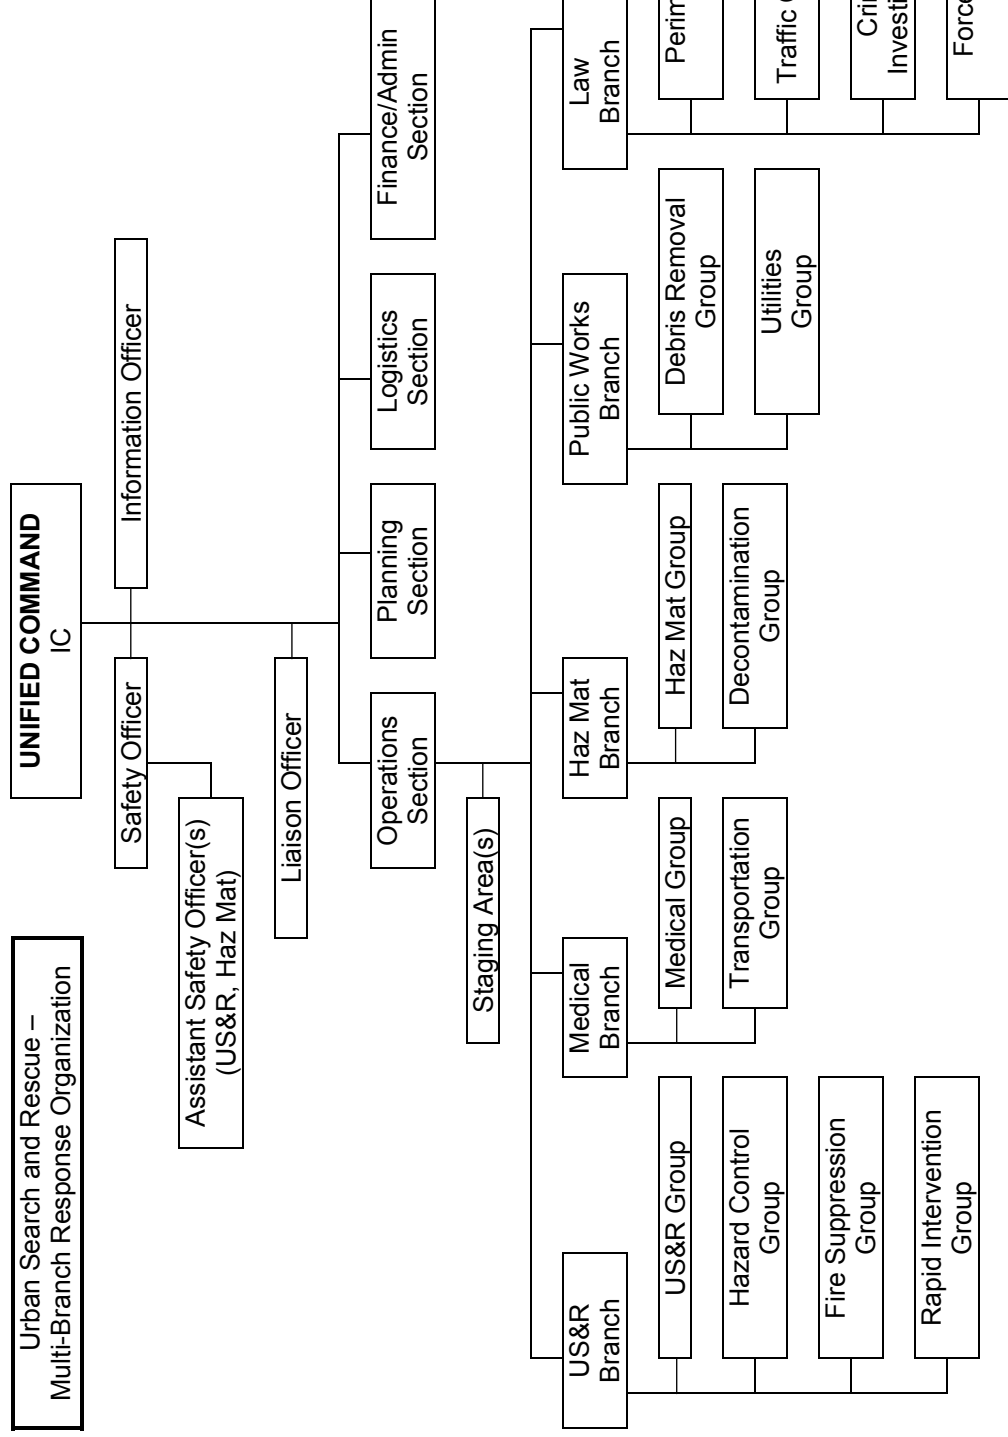 Urban Search and Rescue –
Multi-Branch Response Organization
UNIFIED COMMAND
IC
Safety Officer
Information Officer
Assistant Safety Officer(s)
(US&R, Haz Mat)
Liaison Officer
Operations
Section
Planning
Section
Logistics
Section
Finance/Admin
Section
Staging Area(s)
US&R
Branch
US&R Group
Hazard Control
Group
Fire Suppression
Group
Rapid Intervention
Group
Medical
Branch
Medical Group
Transportation
Group
Haz Mat
Branch
Haz Mat Group
Decontamination
Group
Public Works
Branch
Debris Removal
Group
Utilities
Group
Law
Branch
Traffic
Force